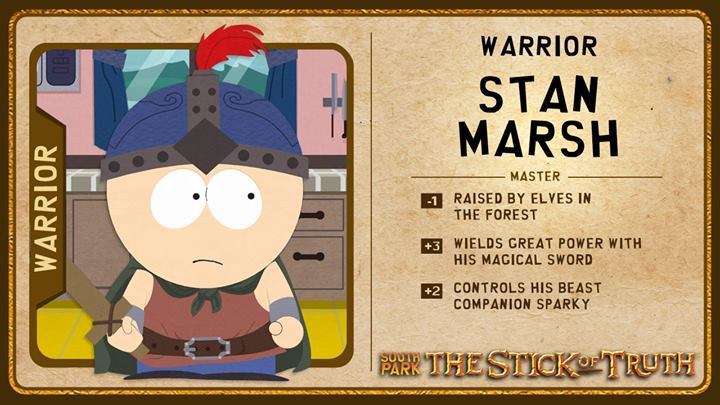 WARRIOR
WARRIOR
STAN
MARSH
MASTER
-1 RAISED BY ELVES IN
THE FOREST
+3 WIELDS GREAT POWER WITH
HIS MAGICAL SWORD
+2 CONTROLS HIS BEAST
COMPANION SPARKY
SOUTH
PARK
THE STICK OF TRUTH